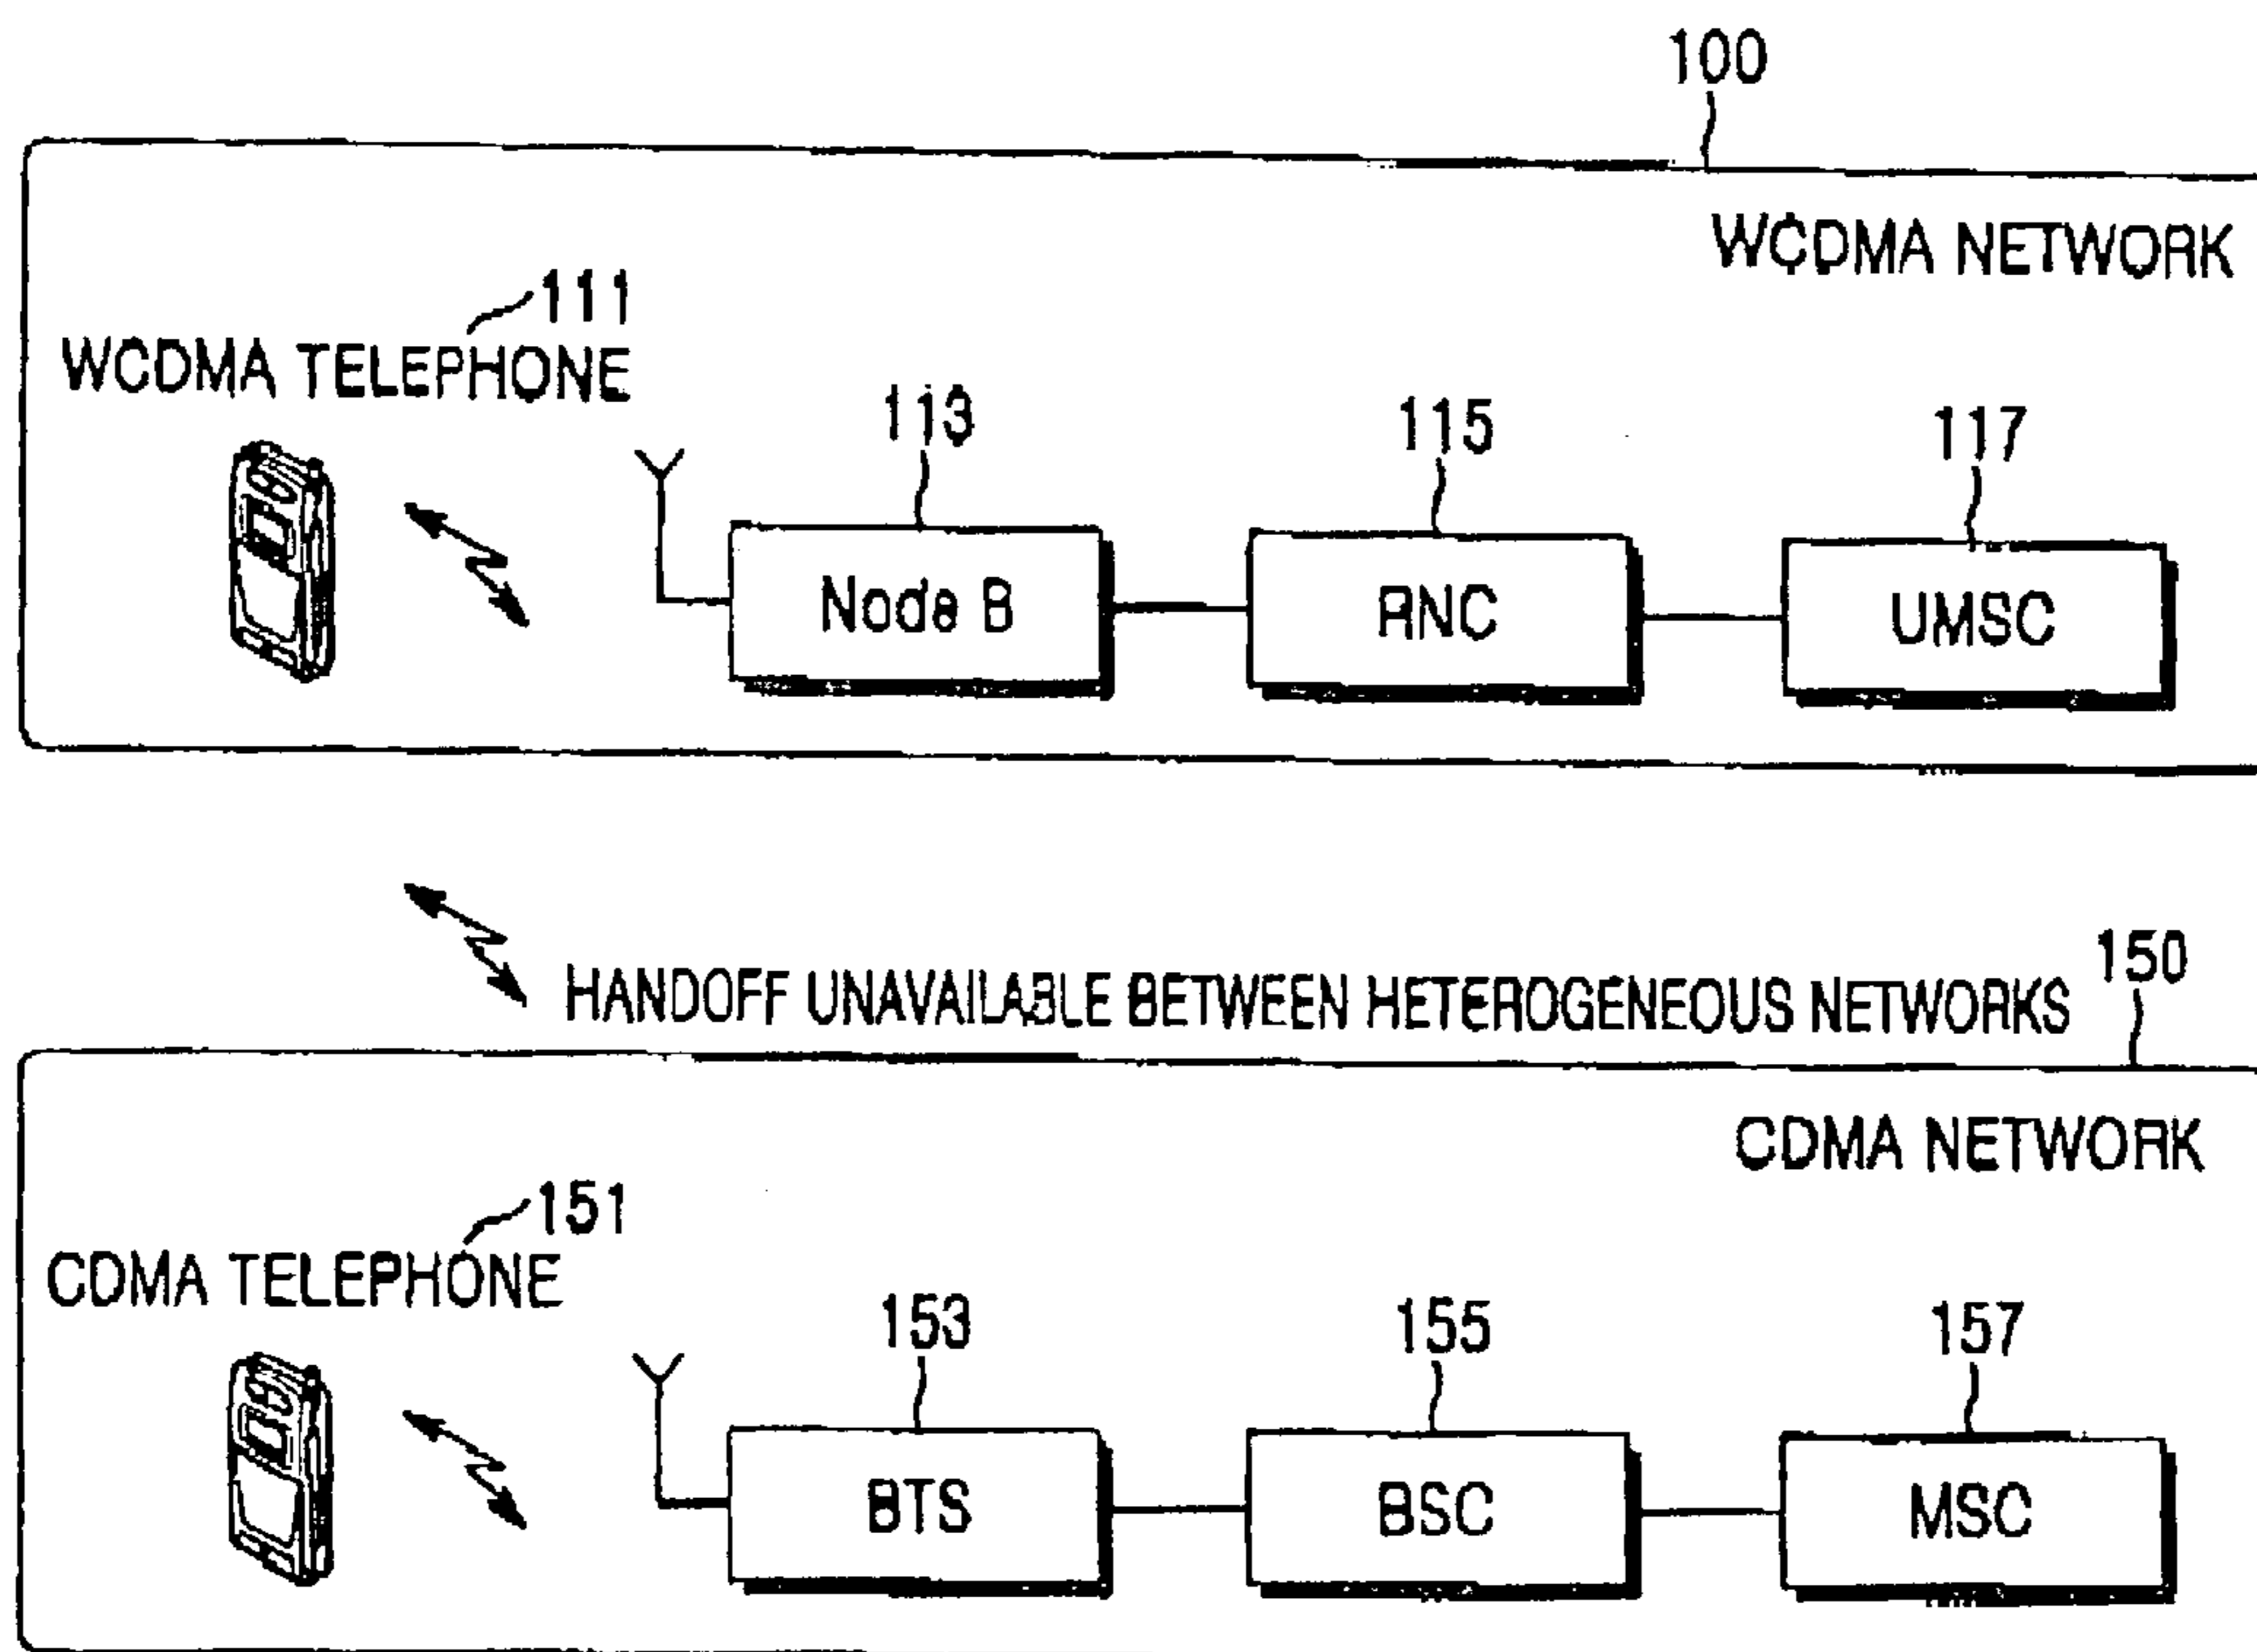 100
WCDMA NETWORK
111
WCDMA TELEPHONE
113
115
117
Node B
RNC
UMSC
HANDOFF UNAVAILABLE BETWEEN HETEROGENEOUS NETWORKS
150
CDMA NETWORK
151
CDMA TELEPHONE
153
155
157
BTS
BSC
MSC